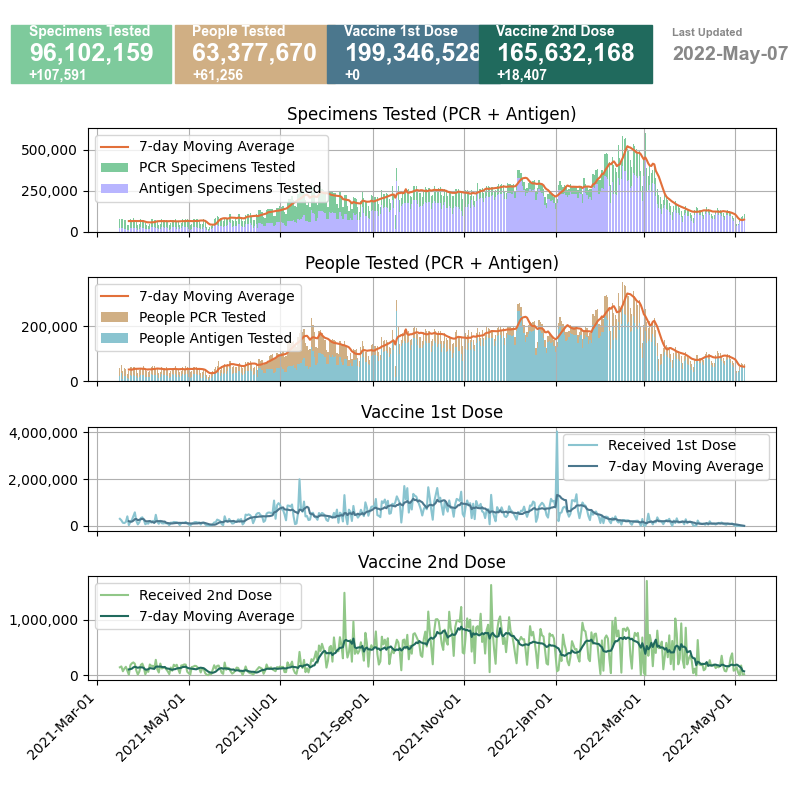 Specimens Tested
96,102,159
+107,591
People Tested
63,377,670
+61,256
Vaccine 1st Dose
199,346,528
+0
Vaccine 2nd Dose
165,632,168
+18,407
Last Updated
2022-May-07
Specimens Tested (PCR + Antigen)
7-day Moving Average
PCR Specimens Tested
Antigen Specimens Tested
500,000
250,000
0
People Tested (PCR + Antigen)
7-day Moving Average
People PCR Tested
People Antigen Tested
200,000
0
Vaccine 1st Dose
Received 1st Dose
7-day Moving Average
4,000,000
2,000,000
0
Vaccine 2nd Dose
Received 2nd Dose
7-day Moving Average
1,000,000
0
2021-Mar-01
2021-May-01
2021-Jul-01
2021-Sep-01
2021-Nov-01
2022-Jan-01
2022-Mar-01
2022-May-01